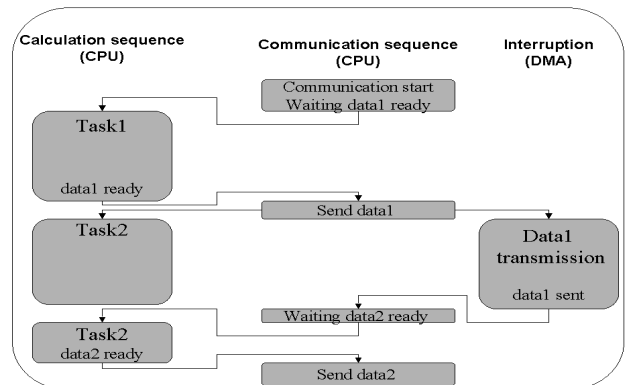 Calculation sequence
(CPU)
Communication sequence
(CPU)
Interruption
(DMA)
Communication start
Waiting data1 ready
Task1
data1 ready
Send data1
Task2
Data1
transmission
data1 sent
Waiting data2 ready
Task2
data2 ready
Send data2